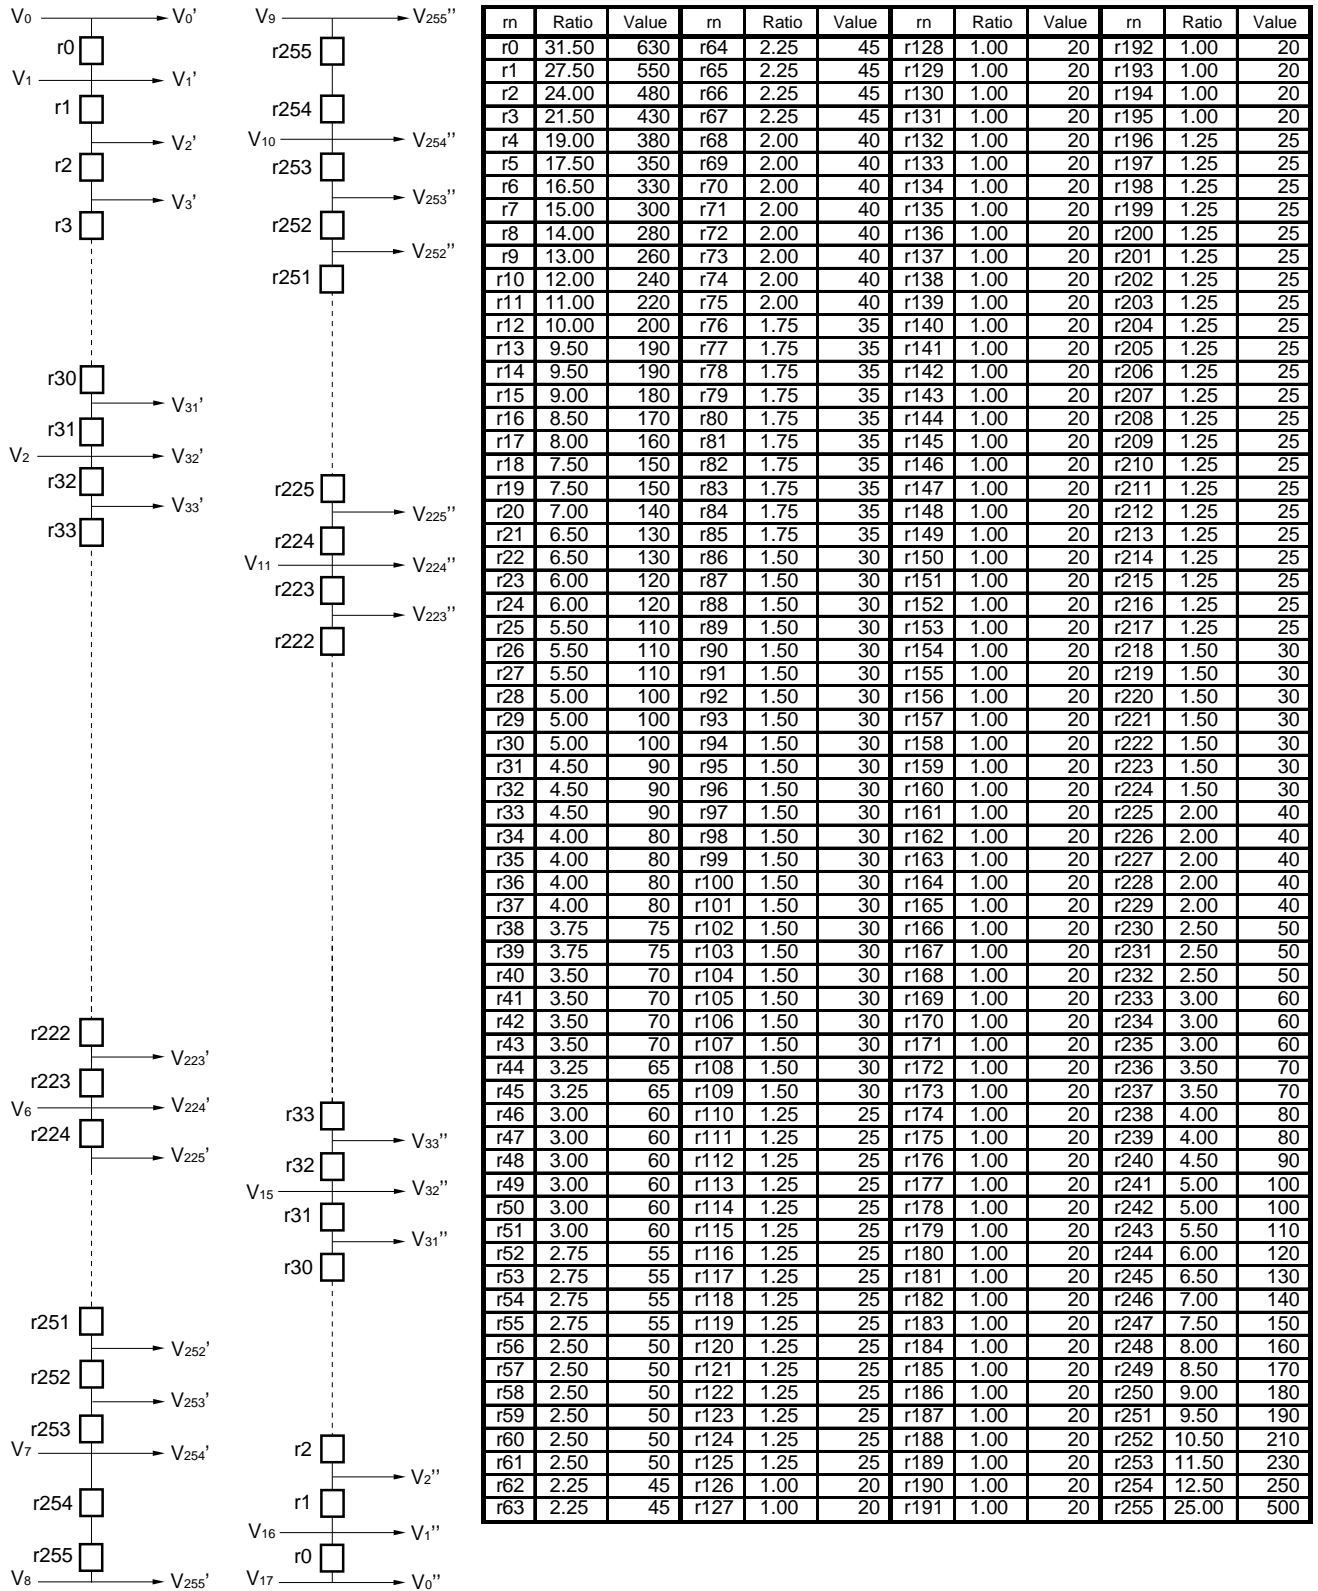 V0 V0'
r0
V1 V1'
r1
V2'
r2
V3'
r3
r30
V31'
r31
V2 V32'
r32
V33'
r33
r222
V223'
r223
V6 V224'
r224
V225'
r251
V252'
r252
V253'
r253
V7 V254'
r254
r255
V8 V255'
V9 V255''
r255
r254
V10 V254''
r253
V253''
r252
V252''
r251
r225
V225''
r224
V11 V224''
r223
V223''
r222
r33
V33''
r32
V15 V32''
r31
V31''
r30
r2
V2''
r1
V16 V1''
r0
V17 V0''
rn Ratio Value rn Ratio Value rn Ratio Value rn Ratio Value
r0 31.50 630 r64 2.25 45 r128 1.00 20 r192 1.00 20
r1 27.50 550 r65 2.25 45 r129 1.00 20 r193 1.00 20
r2 24.00 480 r66 2.25 45 r130 1.00 20 r194 1.00 20
r3 21.50 430 r67 2.25 45 r131 1.00 20 r195 1.00 20
r4 19.00 380 r68 2.00 40 r132 1.00 20 r196 1.25 25
r5 17.50 350 r69 2.00 40 r133 1.00 20 r197 1.25 25
r6 16.50 330 r70 2.00 40 r134 1.00 20 r198 1.25 25
r7 15.00 300 r71 2.00 40 r135 1.00 20 r199 1.25 25
r8 14.00 280 r72 2.00 40 r136 1.00 20 r200 1.25 25
r9 13.00 260 r73 2.00 40 r137 1.00 20 r201 1.25 25
r10 12.00 240 r74 2.00 40 r138 1.00 20 r202 1.25 25
r11 11.00 220 r75 2.00 40 r139 1.00 20 r203 1.25 25
r12 10.00 200 r76 1.75 35 r140 1.00 20 r204 1.25 25
r13 9.50 190 r77 1.75 35 r141 1.00 20 r205 1.25 25
r14 9.50 190 r78 1.75 35 r142 1.00 20 r206 1.25 25
r15 9.00 180 r79 1.75 35 r143 1.00 20 r207 1.25 25
r16 8.50 170 r80 1.75 35 r144 1.00 20 r208 1.25 25
r17 8.00 160 r81 1.75 35 r145 1.00 20 r209 1.25 25
r18 7.50 150 r82 1.75 35 r146 1.00 20 r210 1.25 25
r19 7.50 150 r83 1.75 35 r147 1.00 20 r211 1.25 25
r20 7.00 140 r84 1.75 35 r148 1.00 20 r212 1.25 25
r21 6.50 130 r85 1.75 35 r149 1.00 20 r213 1.25 25
r22 6.50 130 r86 1.50 30 r150 1.00 20 r214 1.25 25
r23 6.00 120 r87 1.50 30 r151 1.00 20 r215 1.25 25
r24 6.00 120 r88 1.50 30 r152 1.00 20 r216 1.25 25
r25 5.50 110 r89 1.50 30 r153 1.00 20 r217 1.25 25
r26 5.50 110 r90 1.50 30 r154 1.00 20 r218 1.50 30
r27 5.50 110 r91 1.50 30 r155 1.00 20 r219 1.50 30
r28 5.00 100 r92 1.50 30 r156 1.00 20 r220 1.50 30
r29 5.00 100 r93 1.50 30 r157 1.00 20 r221 1.50 30
r30 5.00 100 r94 1.50 30 r158 1.00 20 r222 1.50 30
r31 4.50 90 r95 1.50 30 r159 1.00 20 r223 1.50 30
r32 4.50 90 r96 1.50 30 r160 1.00 20 r224 1.50 30
r33 4.50 90 r97 1.50 30 r161 1.00 20 r225 2.00 40
r34 4.00 80 r98 1.50 30 r162 1.00 20 r226 2.00 40
r35 4.00 80 r99 1.50 30 r163 1.00 20 r227 2.00 40
r36 4.00 80 r100 1.50 30 r164 1.00 20 r228 2.00 40
r37 4.00 80 r101 1.50 30 r165 1.00 20 r229 2.00 40
r38 3.75 75 r102 1.50 30 r166 1.00 20 r230 2.50 50
r39 3.75 75 r103 1.50 30 r167 1.00 20 r231 2.50 50
r40 3.50 70 r104 1.50 30 r168 1.00 20 r232 2.50 50
r41 3.50 70 r105 1.50 30 r169 1.00 20 r233 3.00 60
r42 3.50 70 r106 1.50 30 r170 1.00 20 r234 3.00 60
r43 3.50 70 r107 1.50 30 r171 1.00 20 r235 3.00 60
r44 3.25 65 r108 1.50 30 r172 1.00 20 r236 3.50 70
r45 3.25 65 r109 1.50 30 r173 1.00 20 r237 3.50 70
r46 3.00 60 r110 1.25 25 r174 1.00 20 r238 4.00 80
r47 3.00 60 r111 1.25 25 r175 1.00 20 r239 4.00 80
r48 3.00 60 r112 1.25 25 r176 1.00 20 r240 4.50 90
r49 3.00 60 r113 1.25 25 r177 1.00 20 r241 5.00 100
r50 3.00 60 r114 1.25 25 r178 1.00 20 r242 5.00 100
r51 3.00 60 r115 1.25 25 r179 1.00 20 r243 5.50 110
r52 2.75 55 r116 1.25 25 r180 1.00 20 r244 6.00 120
r53 2.75 55 r117 1.25 25 r181 1.00 20 r245 6.50 130
r54 2.75 55 r118 1.25 25 r182 1.00 20 r246 7.00 140
r55 2.75 55 r119 1.25 25 r183 1.00 20 r247 7.50 150
r56 2.50 50 r120 1.25 25 r184 1.00 20 r248 8.00 160
r57 2.50 50 r121 1.25 25 r185 1.00 20 r249 8.50 170
r58 2.50 50 r122 1.25 25 r186 1.00 20 r250 9.00 180
r59 2.50 50 r123 1.25 25 r187 1.00 20 r251 9.50 190
r60 2.50 50 r124 1.25 25 r188 1.00 20 r252 10.50 210
r61 2.50 50 r125 1.25 25 r189 1.00 20 r253 11.50 230
r62 2.25 45 r126 1.00 20 r190 1.00 20 r254 12.50 250
r63 2.25 45 r127 1.00 20 r191 1.00 20 r255 25.00 500